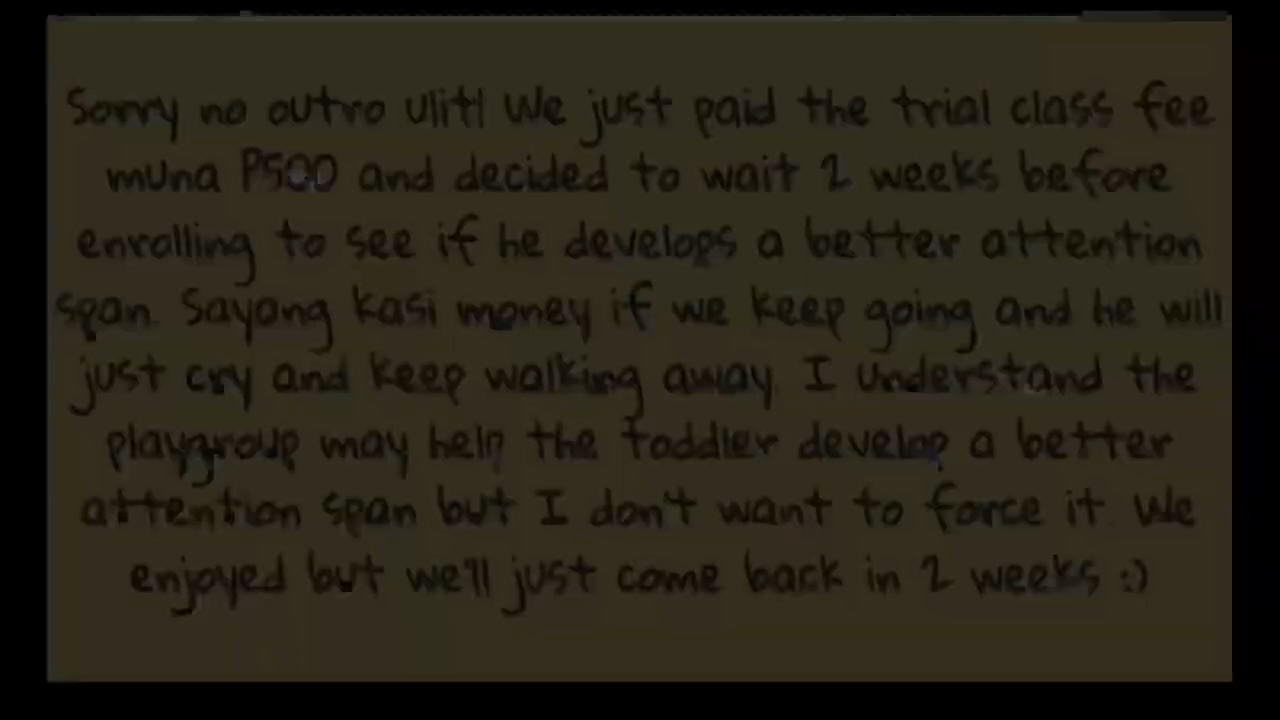 Sorry no outro ulit! We just paid the trial class fee
muna P500 and decided to wait 2 weeks before
enrolling to see if he develops a better attention
span. Sayang kasi money if we keep going and he will
just cry and keep walking away. I understand the
playgroup may help the toddler develop a better
attention span but I don't want to force it. We
enjoyed but we'll just come back in 2 weeks :)